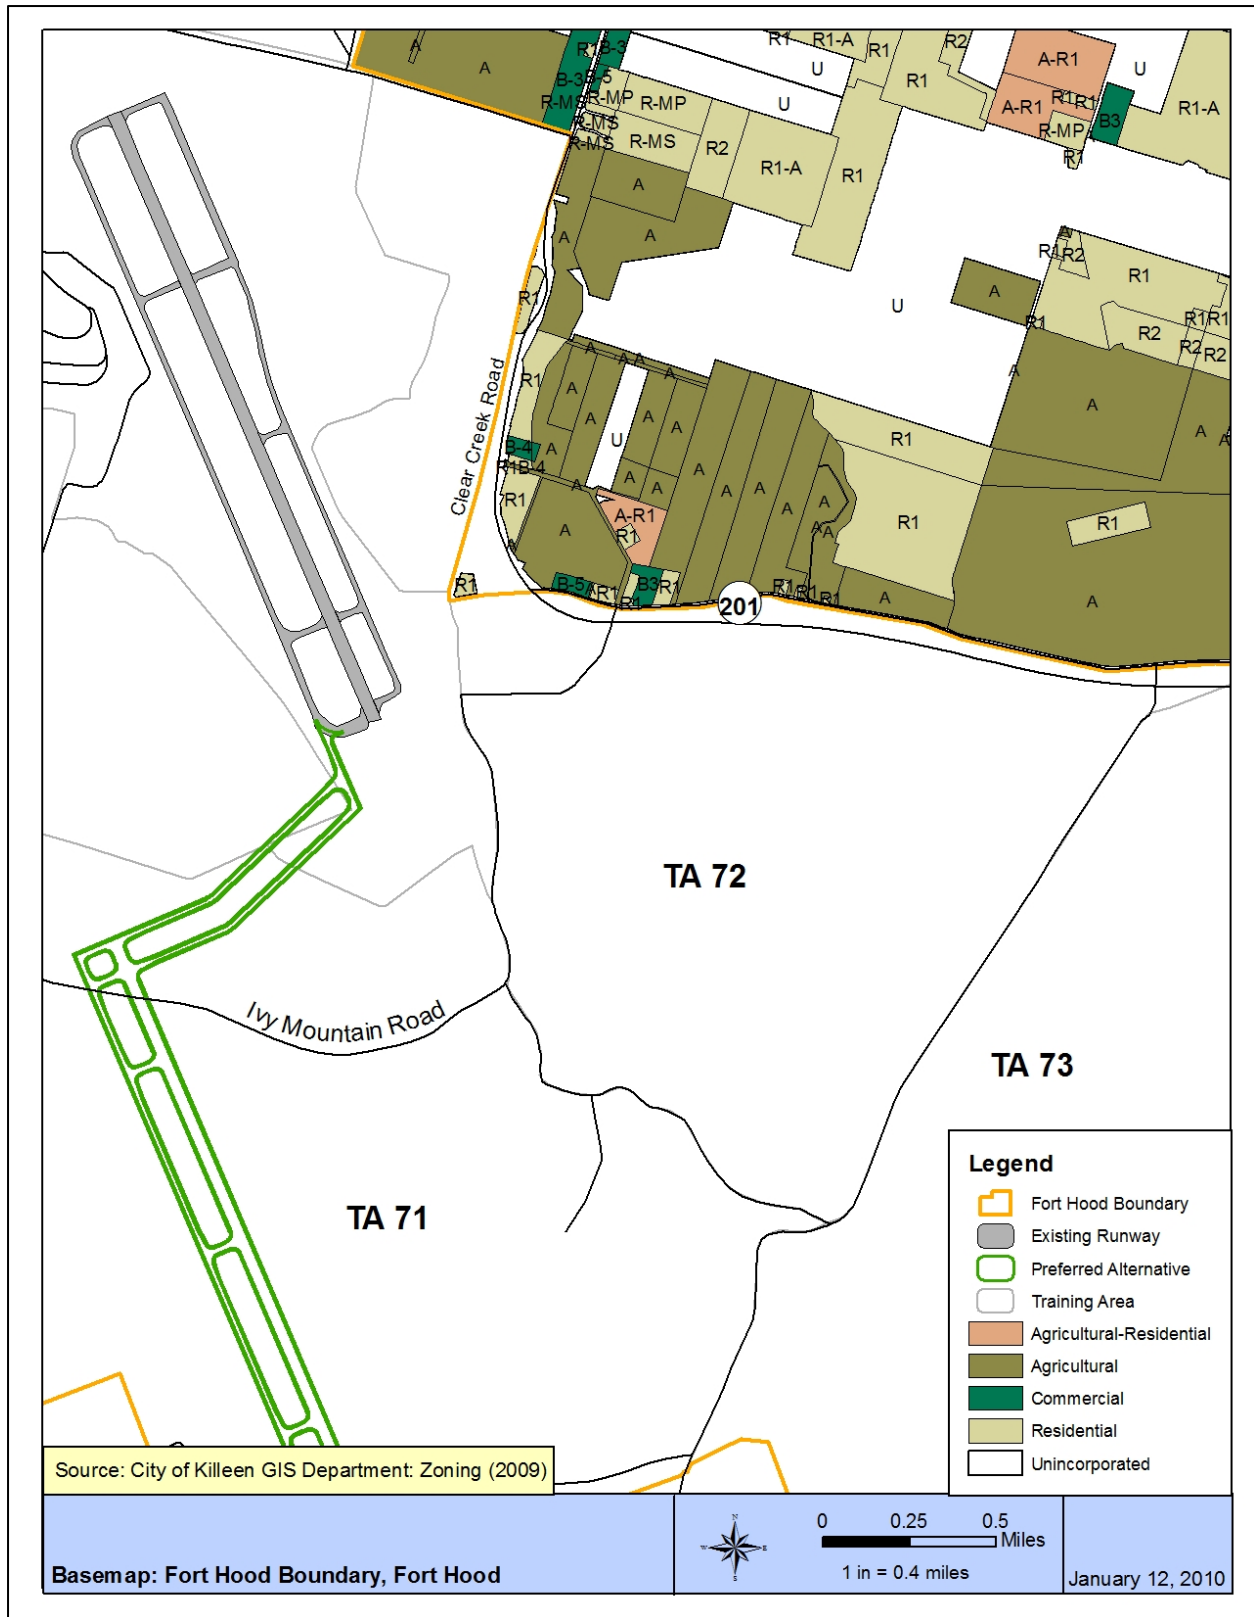 A
A
R1
B-3
B-3
B-5
R-MS
R-MP
R-MP
R-MS
R-MS
R-MS
R2
R1-A
R1
R1
R1-A
R1
R1
R2
U
U
A-R1
A-R1
R1
R1
R-MP
R1
B3
U
R1-A
A
A
A
R1
U
A
R1
A
R1
R2
R1
R1
R1
R2
R2
R2
A
A
A
A
A
Clear Creek Road
R1
B-4
R1
B-4
R1
A
A
A
A
A
A
A
A
U
A
A
A
A
A
A
A
A
A
A
A
A
A
A
A-R1
R1
R1
R1
R1
A
R1
B-5
A
R1
R1
B3
R1
201
R1
R1
R1
A
A
TA 72
Ivy Mountain Road
TA 73
TA 71
Legend
Fort Hood Boundary
Existing Runway
Preferred Alternative
Training Area
Agricultural-Residential
Agricultural
Commercial
Residential
Unincorporated
Source: City of Killeen GIS Department: Zoning (2009)
Basemap: Fort Hood Boundary, Fort Hood
N
W
E
S
0 0.25 0.5
Miles
1 in = 0.4 miles
January 12, 2010